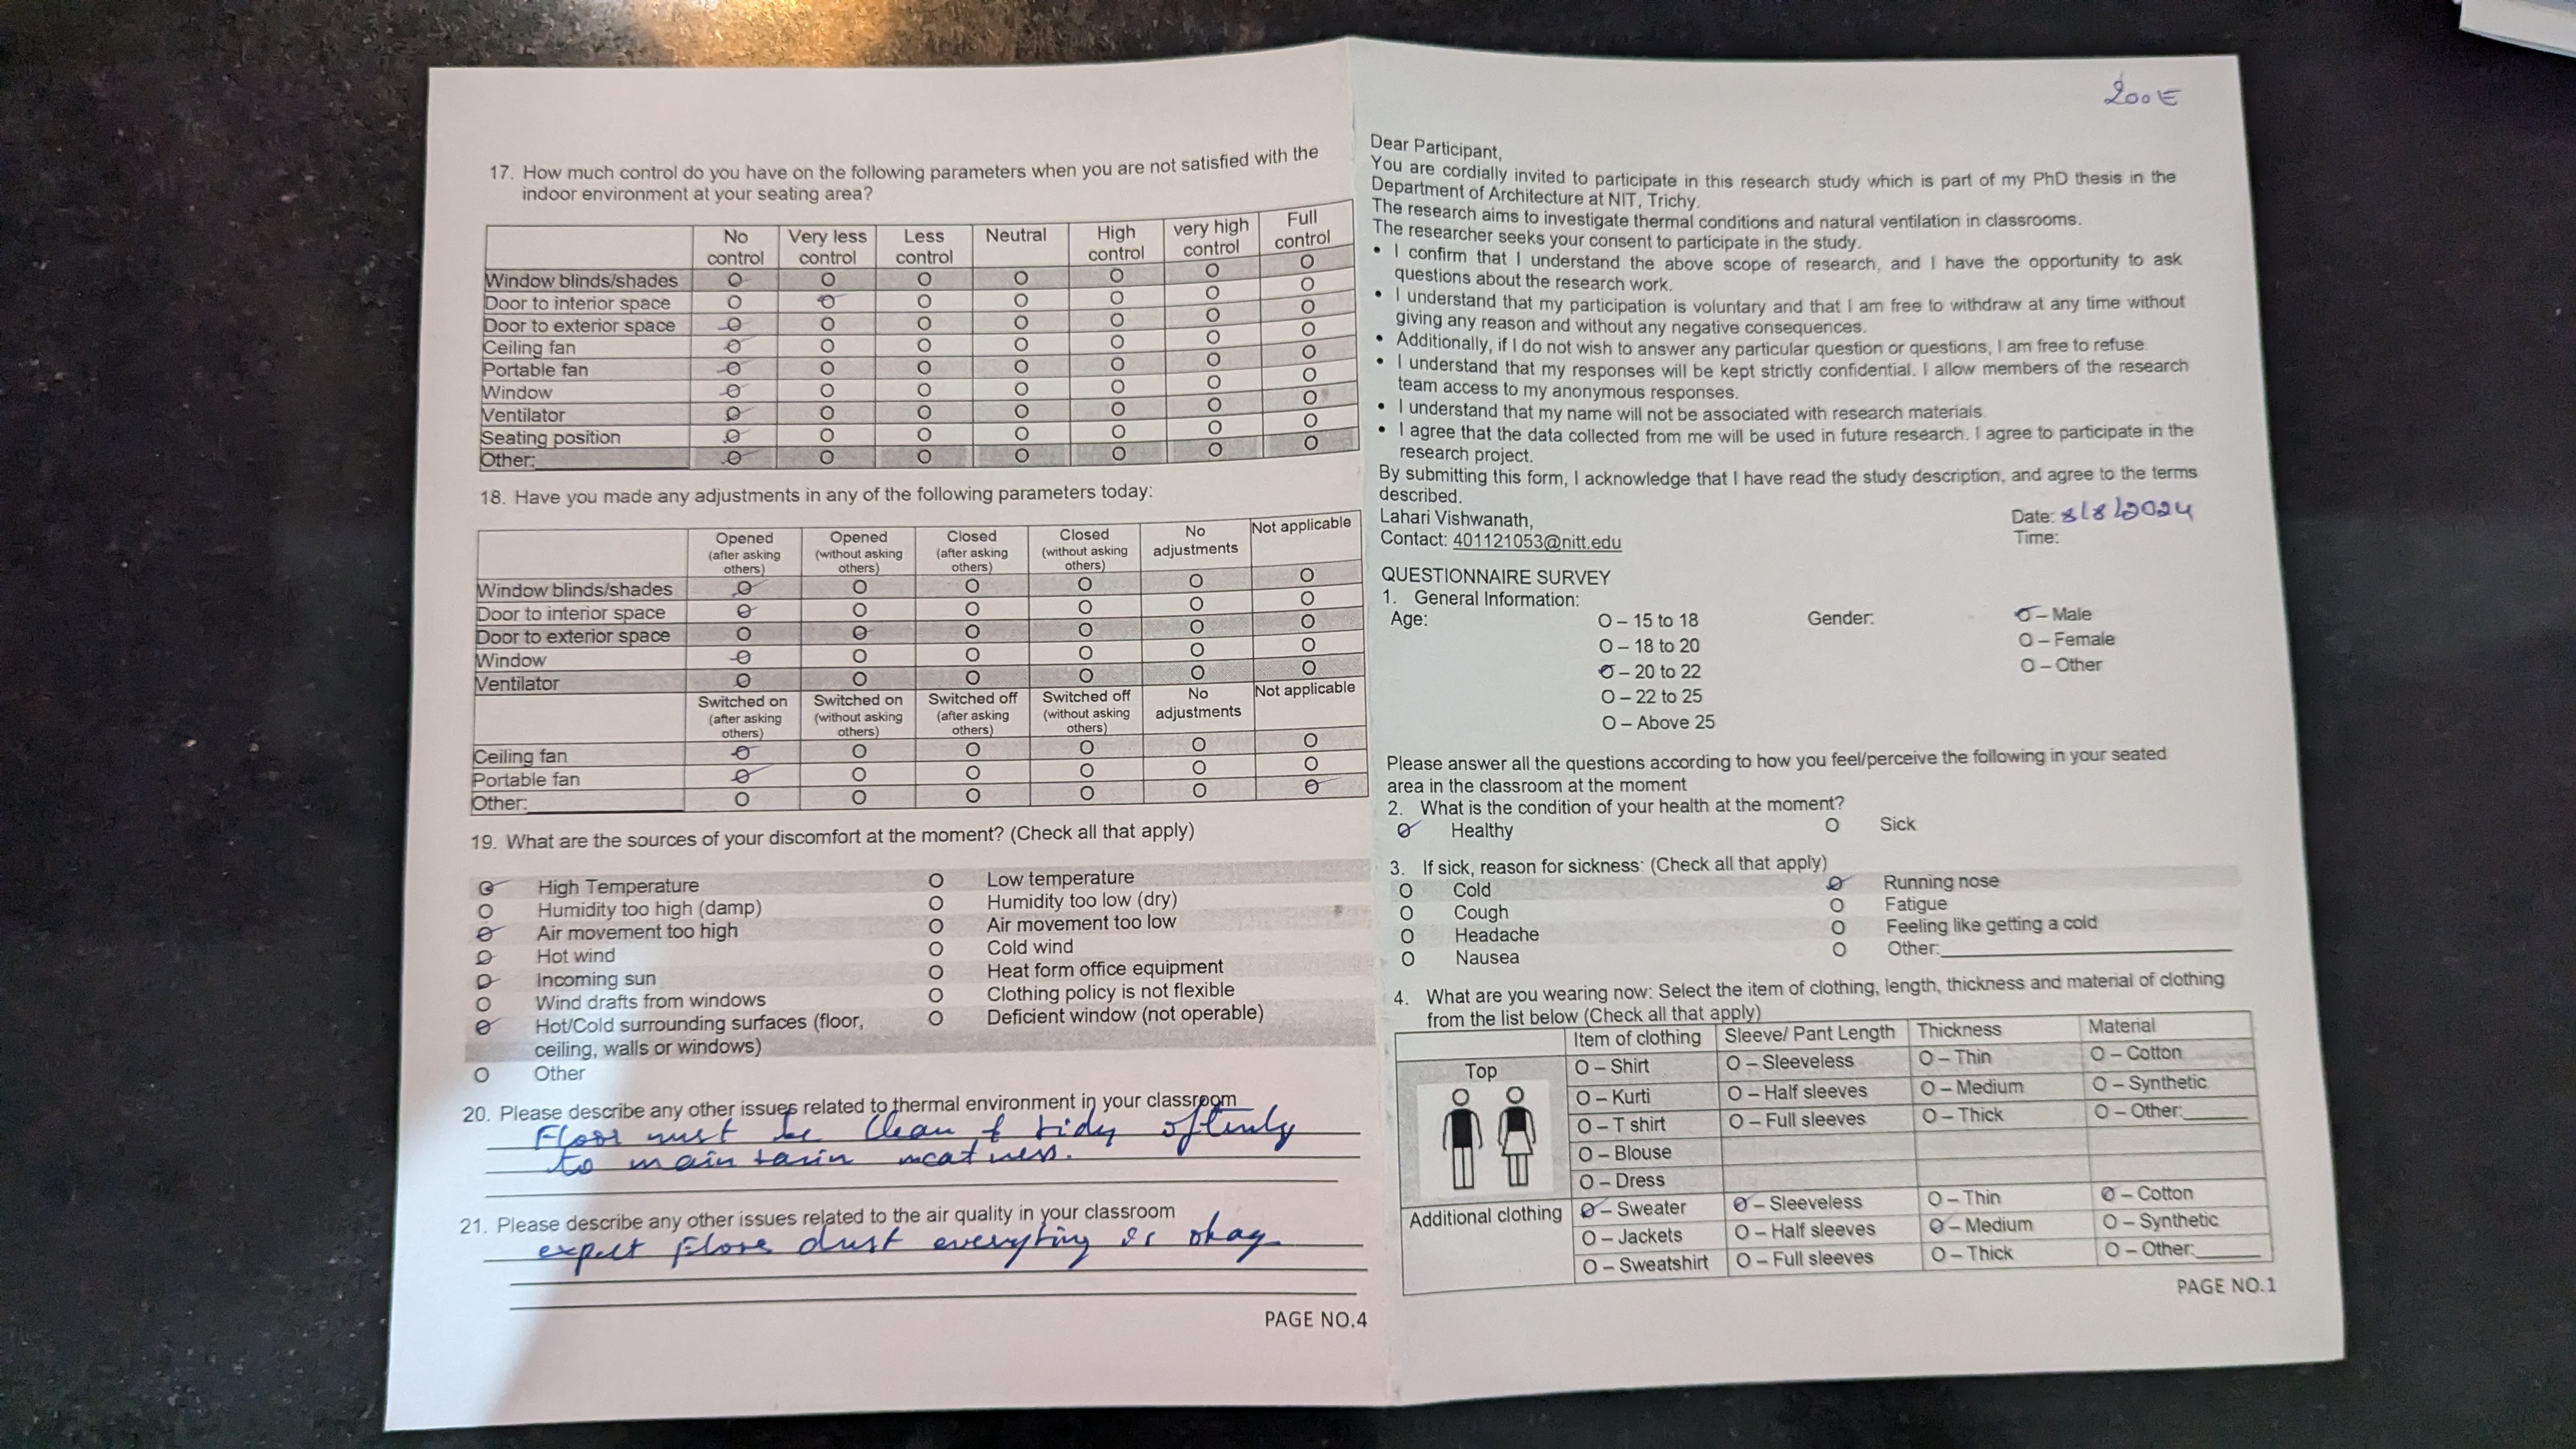 17. How much control do you have on the following parameters when you are not satisfied with the
indoor environment at your seating area?
No control Very less control Less control Neutral High control very high control Full control
Window blinds/shades O O O O O O O
Door to interior space O O O O O O O
Door to exterior space O O O O O O O
Ceiling fan O O O O O O O
Portable fan O O O O O O O
Window O O O O O O O
Ventilator O O O O O O O
Seating position O O O O O O O
Other:__________ O O O O O O O
18. Have you made any adjustments in any of the following parameters today:
Opened (after asking others) Opened (without asking others) Closed (after asking others) Closed (without asking others) No adjustments Not applicable
Window blinds/shades O O O O O O
Door to interior space O O O O O O
Door to exterior space O O O O O O
Window O O O O O O
Ventilator O O O O O O
Switched on (after asking others) Switched on (without asking others) Switched off (after asking others) Switched off (without asking others) No adjustments Not applicable
Ceiling fan O O O O O O
Portable fan O O O O O O
Other:__________ O O O O O O
19. What are the sources of your discomfort at the moment? (Check all that apply)
O High Temperature O Low temperature
O Humidity too high (damp) O Humidity too low (dry)
O Air movement too high O Air movement too low
O Hot wind O Cold wind
O Incoming sun O Heat form office equipment
O Wind drafts from windows O Clothing policy is not flexible
O Hot/Cold surrounding surfaces (floor, O Deficient window (not operable)
ceiling, walls or windows)
O Other
20. Please describe any other issues related to thermal environment in your classroom
Floor must be clean & tidy oftenly
to maintain neatness.
21. Please describe any other issues related to the air quality in your classroom
expect flore dust everyting is okay
PAGE NO.4
200E
Dear Participant,
You are cordially invited to participate in this research study which is part of my PhD thesis in the
Department of Architecture at NIT, Trichy.
The research aims to investigate thermal conditions and natural ventilation in classrooms.
The researcher seeks your consent to participate in the study.
• I confirm that I understand the above scope of research, and I have the opportunity to ask
questions about the research work.
• I understand that my participation is voluntary and that I am free to withdraw at any time without
giving any reason and without any negative consequences.
• Additionally, if I do not wish to answer any particular question or questions, I am free to refuse.
• I understand that my responses will be kept strictly confidential. I allow members of the research
team access to my anonymous responses.
• I understand that my name will not be associated with research materials.
• I agree that the data collected from me will be used in future research. I agree to participate in the
research project.
By submitting this form, I acknowledge that I have read the study description, and agree to the terms
described.
Lahari Vishwanath, Date: 8/8/2024
Contact: 401121053@nitt.edu Time:
QUESTIONNAIRE SURVEY
1. General Information:
Age: O – 15 to 18 Gender: O – Male
O – 18 to 20 O – Female
O – 20 to 22 O – Other
O – 22 to 25
O – Above 25
Please answer all the questions according to how you feel/perceive the following in your seated
area in the classroom at the moment
2. What is the condition of your health at the moment?
O Healthy O Sick
3. If sick, reason for sickness: (Check all that apply)
O Cold O Running nose
O Cough O Fatigue
O Headache O Feeling like getting a cold
O Nausea O Other:__________
4. What are you wearing now: Select the item of clothing, length, thickness and material of clothing
from the list below (Check all that apply)
Item of clothing Sleeve/ Pant Length Thickness Material
Top O – Shirt O – Sleeveless O – Thin O – Cotton
O – Kurti O – Half sleeves O – Medium O – Synthetic
O – T shirt O – Full sleeves O – Thick O – Other:______
O – Blouse
O – Dress
Additional clothing O – Sweater O – Sleeveless O – Thin O – Cotton
O – Jackets O – Half sleeves O – Medium O – Synthetic
O – Sweatshirt O – Full sleeves O – Thick O – Other:______
PAGE NO.1